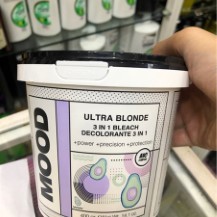 MOOD
ULTRA BLONDE
3 IN 1 BLEACH
DECOLORANTE 3 IN 1
+power +precision +protection